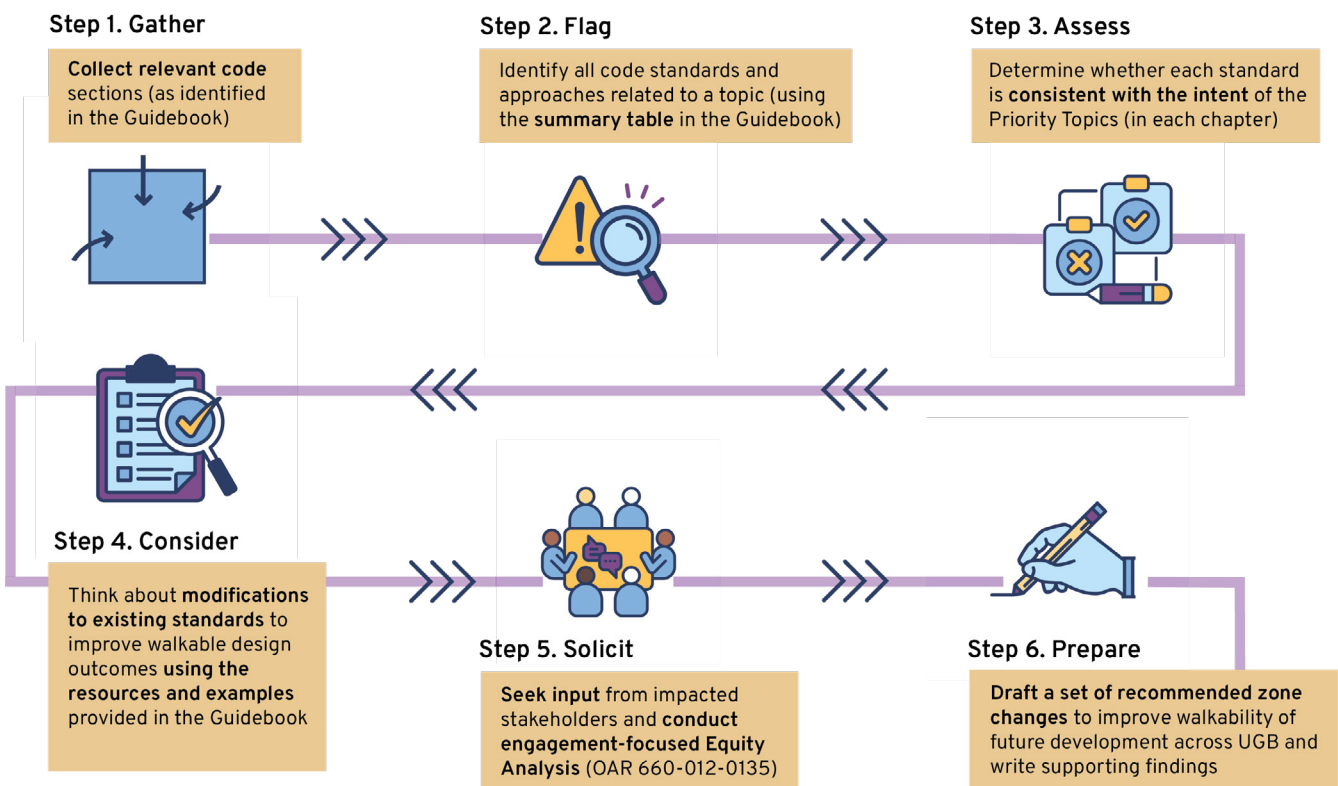 Step 1. Gather
Collect relevant code
sections (as identified
in the Guidebook)
Step 2. Flag
Identify all code standards and
approaches related to a topic (using
the summary table in the Guidebook)
Step 3. Assess
Determine whether each standard
is consistent with the intent of the
Priority Topics (in each chapter)
Step 4. Consider
Think about modifications
to existing standards to
improve walkable design
outcomes using the
resources and examples
provided in the Guidebook
Step 5. Solicit
Seek input from impacted
stakeholders and conduct
engagement-focused Equity
Analysis (OAR 660-012-0135)
Step 6. Prepare
Draft a set of recommended zone
changes to improve walkability of
future development across UGB and
write supporting findings